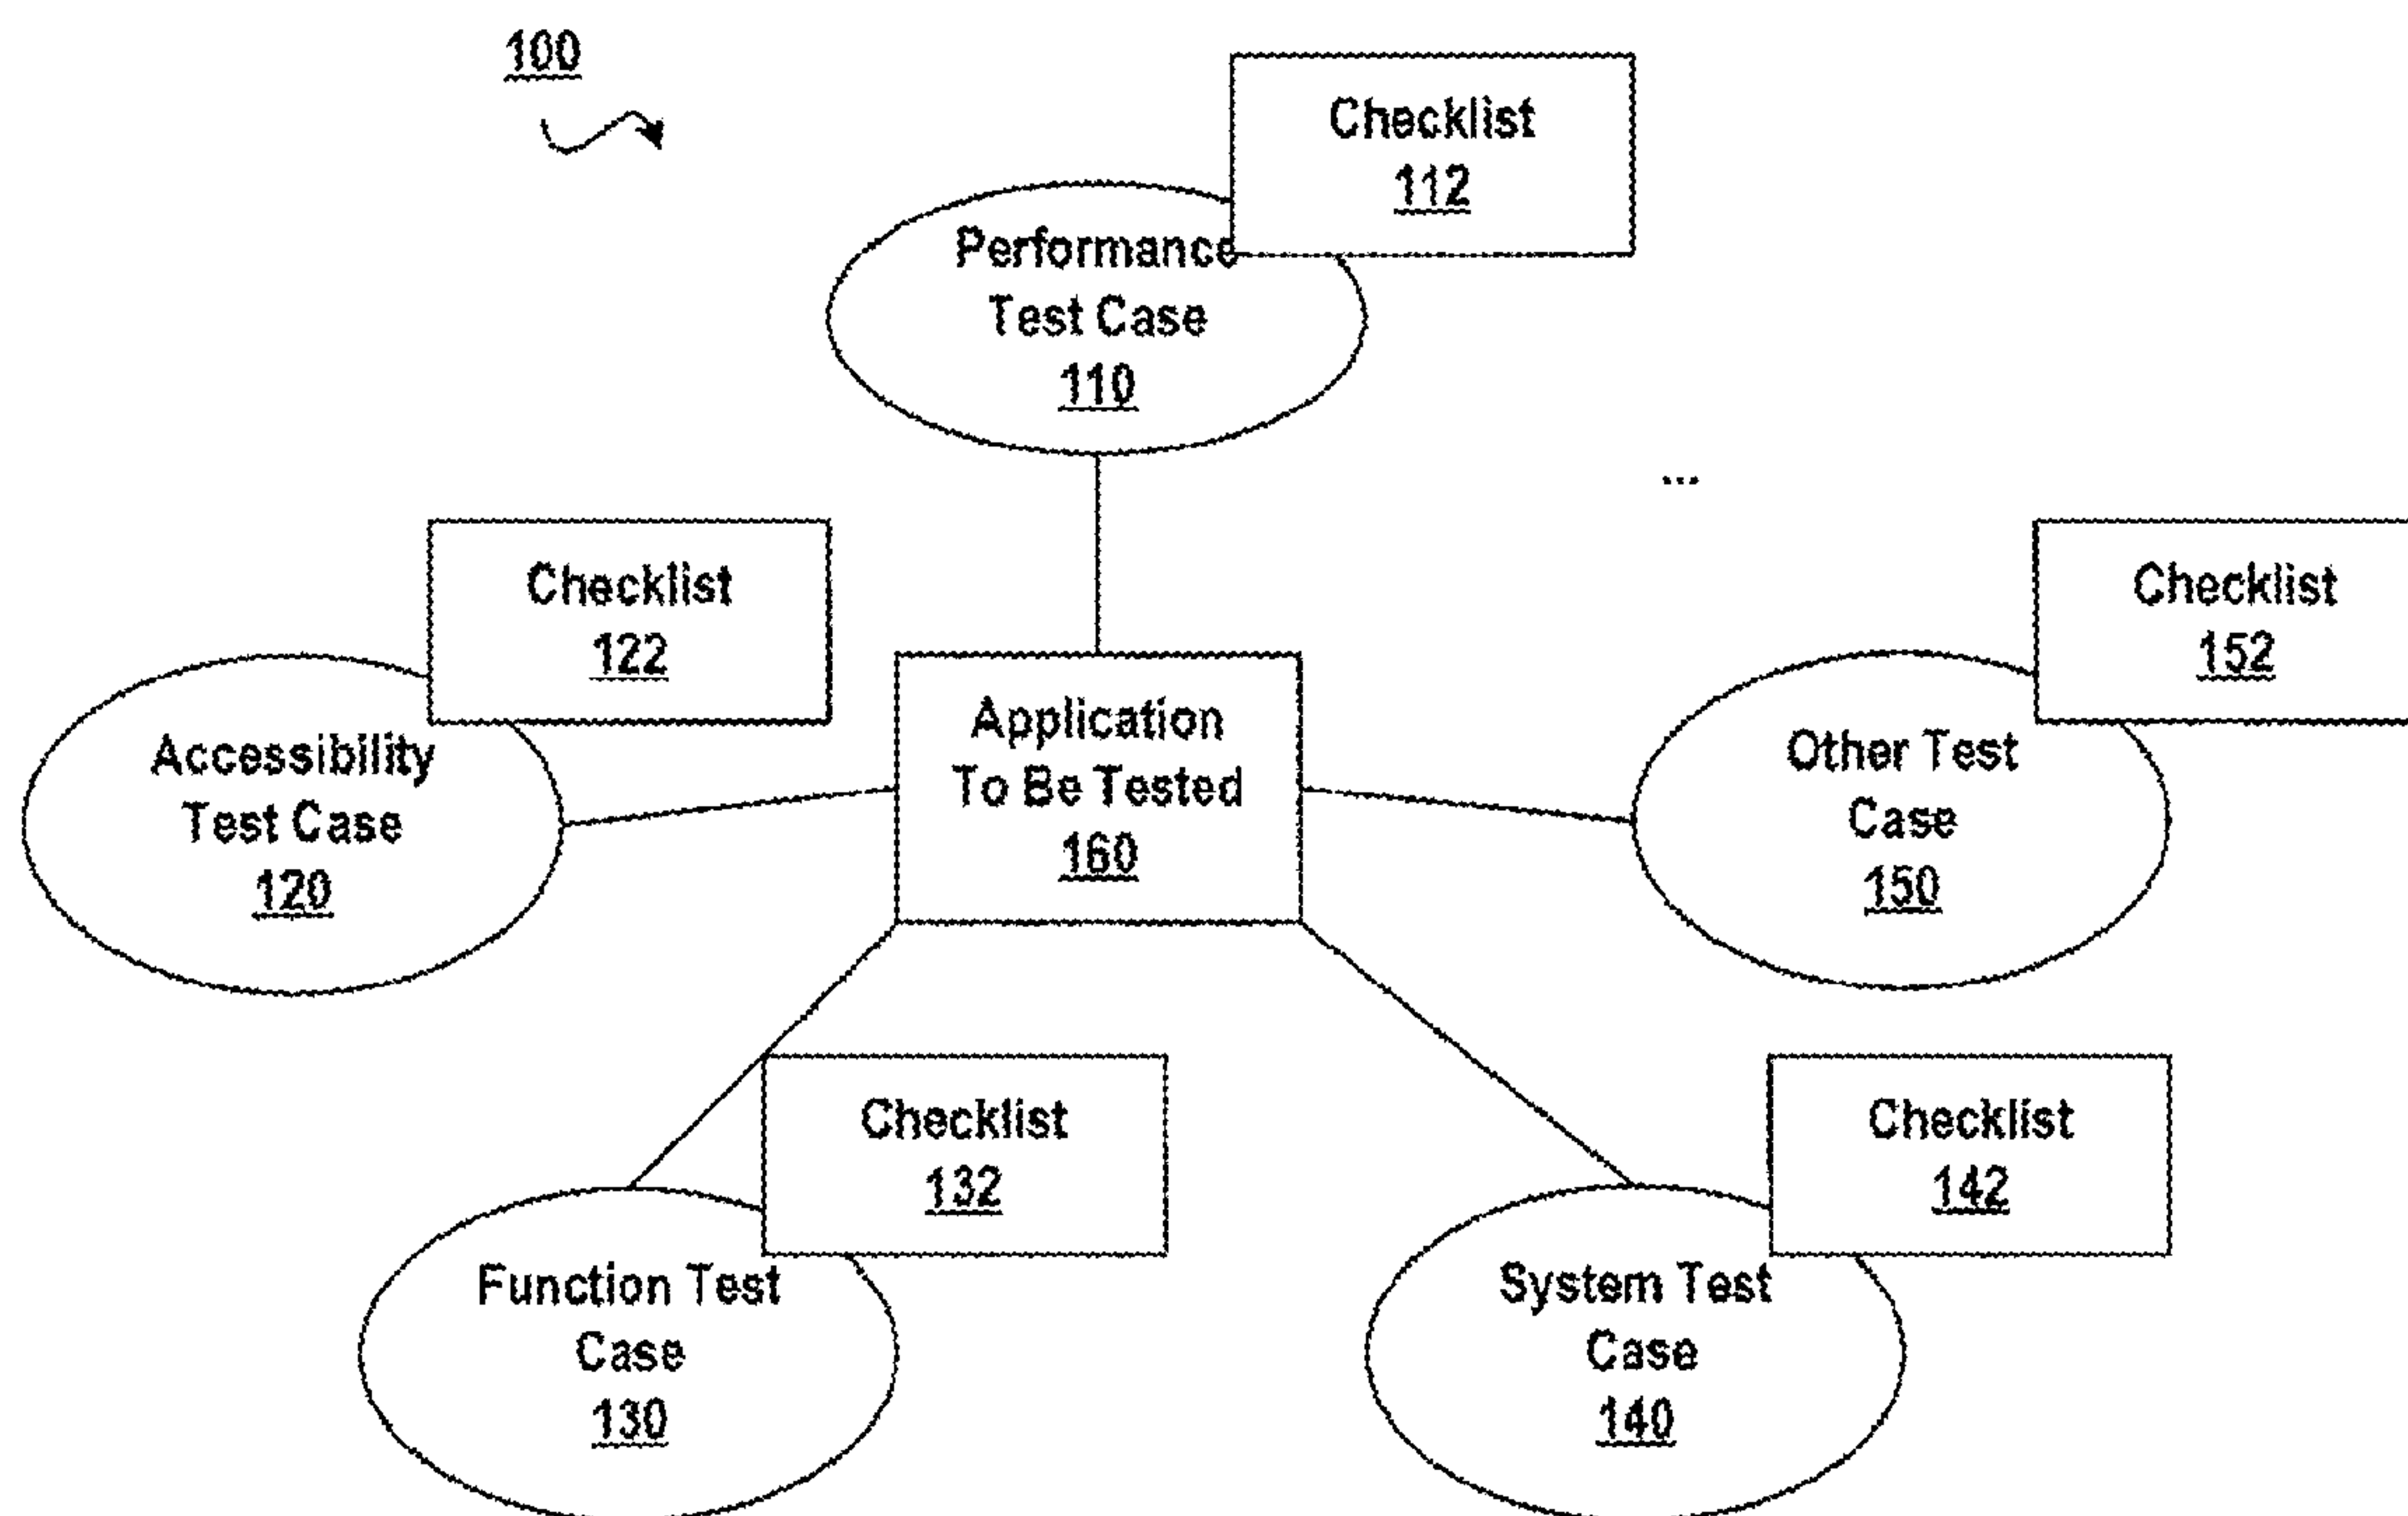 100
Checklist
112
Performance
Test Case
110
...
Checklist
122
Accessibility
Test Case
120
Application
To Be Tested
160
Checklist
152
Other Test
Case
150
Checklist
132
Function Test
Case
130
Checklist
142
System Test
Case
140